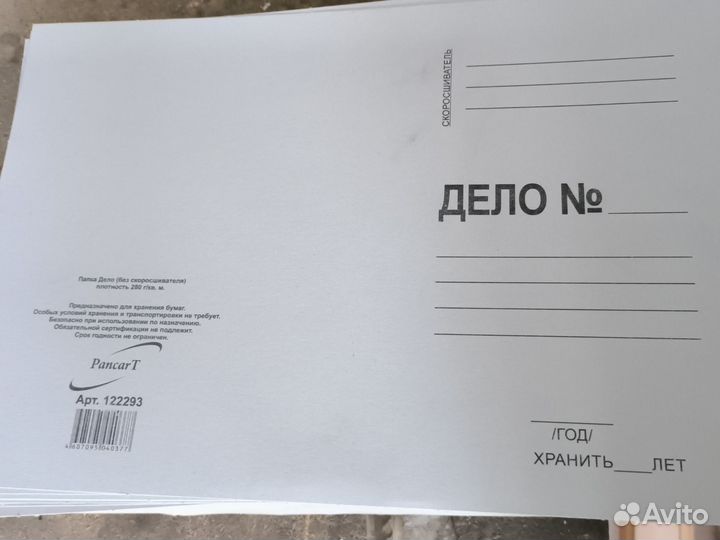 СКОРОСШИВАТЕЛЬ
ДЕЛО №
/ГОД/
ХРАНИТЬ___ЛЕТ
Папка Дело (без скоросшивателя)
плотность 280 г/кв. м.
Предназначено для хранения бумаг.
Особых условий хранения и транспортировки не требует.
Безопасно при использовании по назначению.
Обязательной сертификации не подлежит.
Срок годности не ограничен.
PancarT
Арт. 122293
4607095040377
Avito